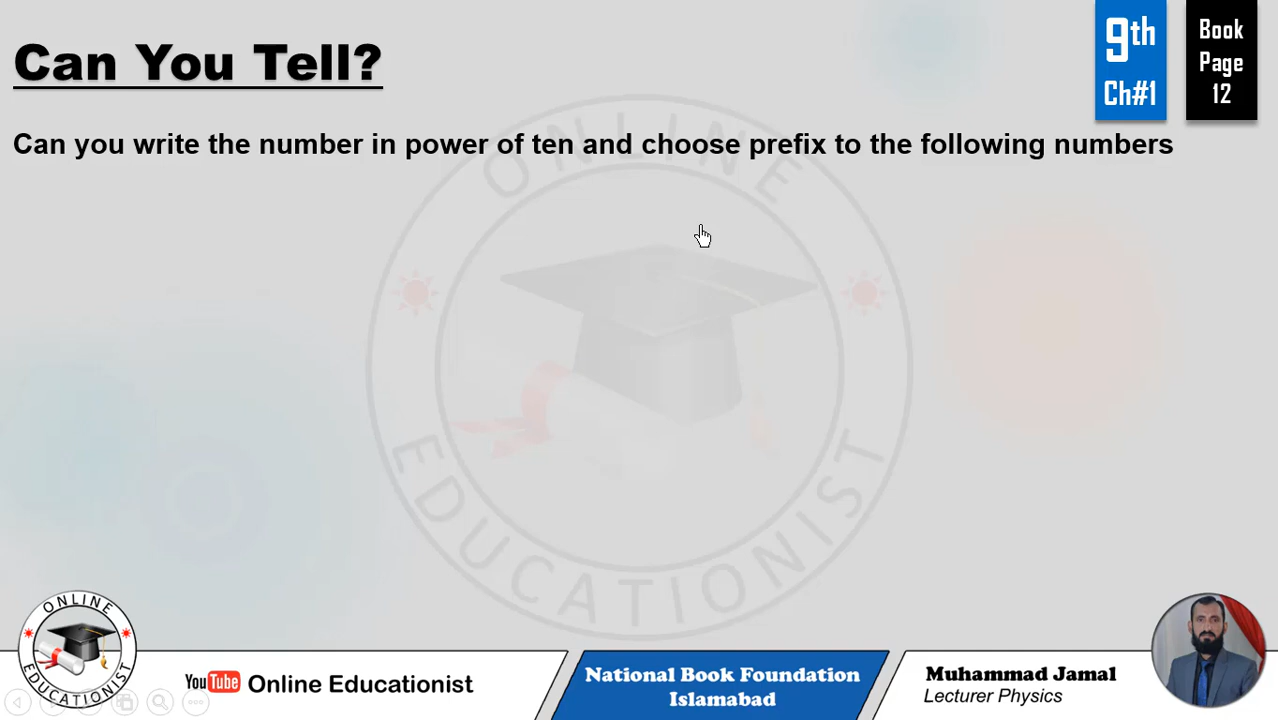 Can You Tell?
9th
Ch#1
Book
Page
12
Can you write the number in power of ten and choose prefix to the following numbers
ONLINE
EDUCATIONIST
ONLINE
EDUCATIONIST
YouTube Online Educationist
National Book Foundation
Islamabad
Muhammad Jamal
Lecturer Physics